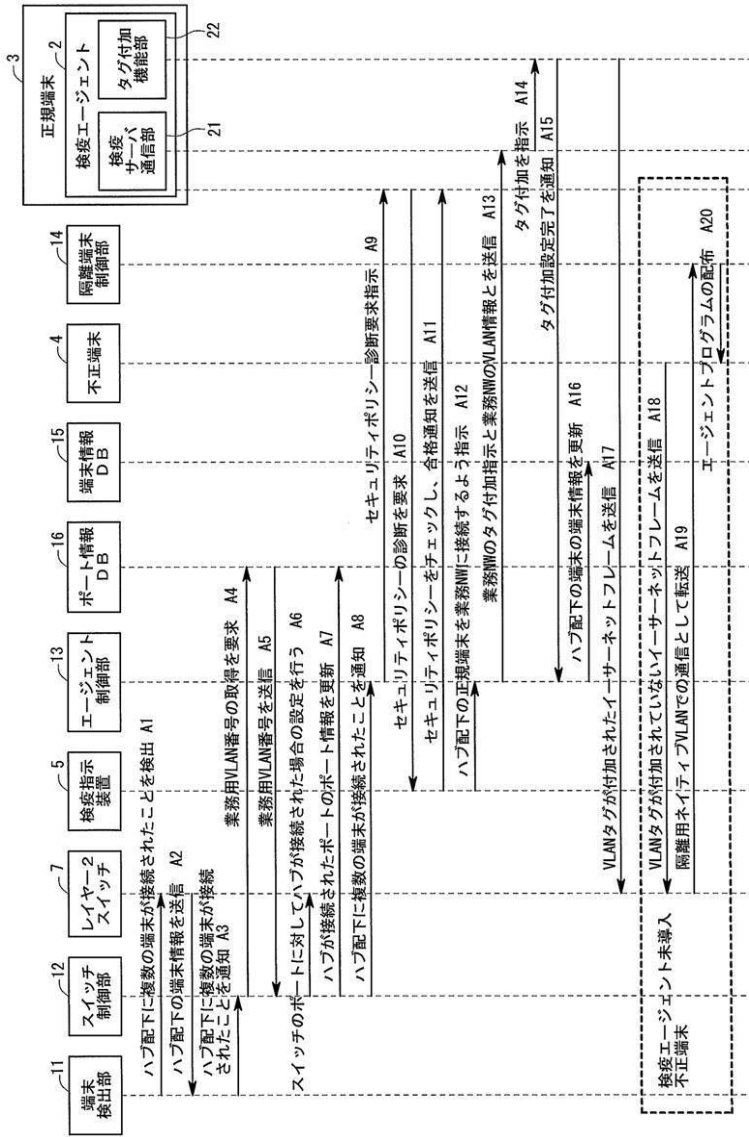 11
端末
検出部
12
スイッチ
制御部
7
レイヤー2
スイッチ
5
検疫指示
装置
13
エージェント
制御部
16
ポート情報
DB
15
端末情報
DB
4
不正端末
14
隔離端末
制御部
3
正規端末
2
検疫エージェント
21
検疫
サーバ
通信部
22
タグ付加
機能部
ハブ配下に複数の端末が接続されたことを検出 A1
ハブ配下の端末情報を送信 A2
ハブ配下に複数の端末が接続
されたことを通知 A3
業務用VLAN番号の取得を要求 A4
業務用VLAN番号を送信 A5
スイッチのポートに対してハブが接続された場合の設定を行う A6
ハブが接続されたポートのポート情報を更新 A7
ハブ配下に複数の端末が接続されたことを通知 A8
セキュリティポリシー診断要求指示 A9
セキュリティポリシーの診断を要求 A10
セキュリティポリシーをチェックし、合格通知を送信 A11
ハブ配下の正規端末を業務NWに接続するよう指示 A12
業務NWのタグ付加指示と業務NWのVLAN情報とを送信 A13
タグ付加を指示 A14
タグ付加設定完了を通知 A15
ハブ配下の端末の端末情報を更新 A16
VLANタグが付加されたイーサーネットフレームを送信 A17
検疫エージェント未導入
不正端末
VLANタグが付加されていないイーサーネットフレームを送信 A18
隔離用ネイティブVLANでの通信として転送 A19
エージェントプログラムの配布 A20